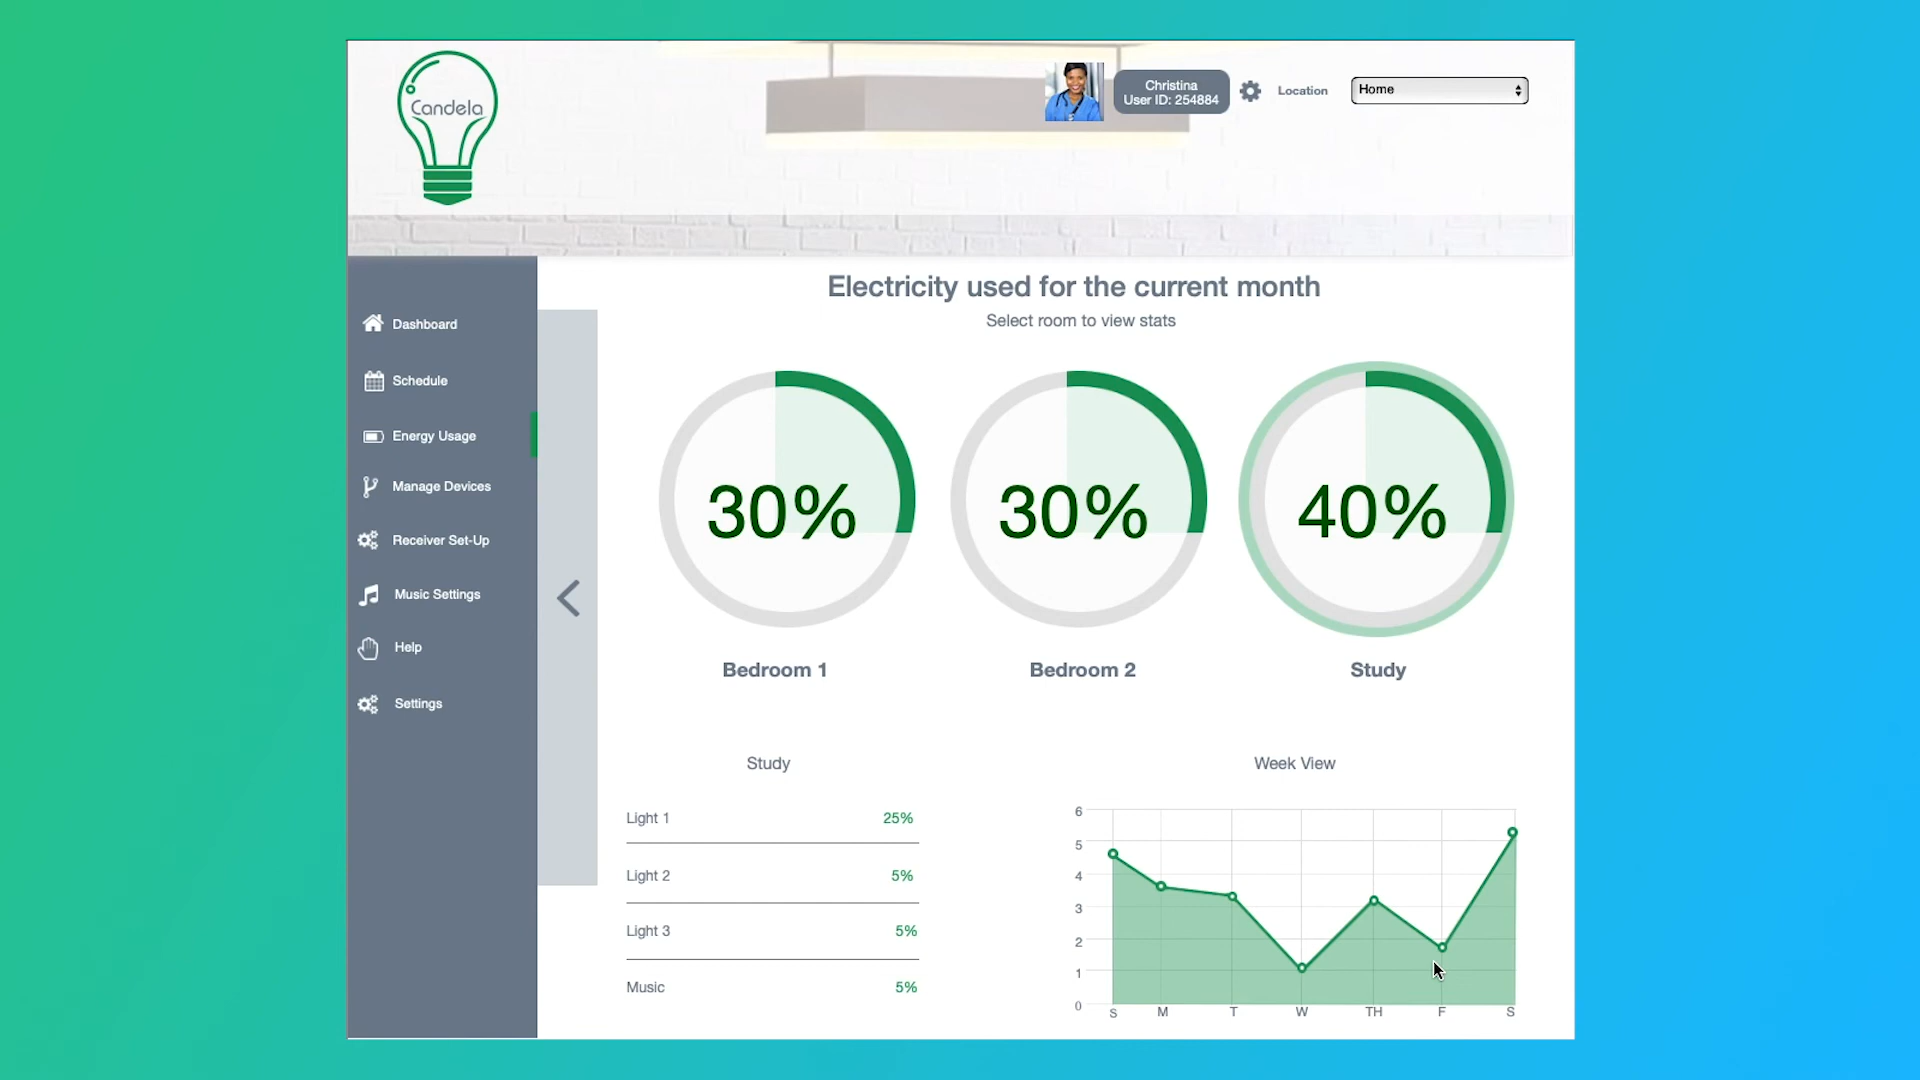 Candela
Christina
User ID: 254884
Location
Home
Electricity used for the current month
Select room to view stats
Dashboard
Schedule
Energy Usage
Manage Devices
Receiver Set-Up
Music Settings
Help
Settings
30%
30%
40%
Bedroom 1
Bedroom 2
Study
Study
Light 1 25%
Light 2 5%
Light 3 5%
Music 5%
Week View
6
5
4
3
2
1
0
S M T W TH F S